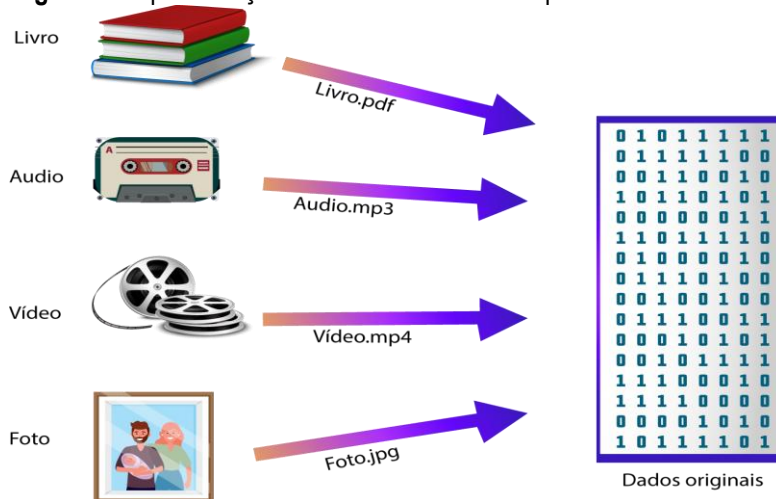 Livro
Livro.pdf
A
Audio
Audio.mp3
Vídeo
Vídeo.mp4
Foto
Foto.jpg
0 1 0 1 1 1 1 1
0 1 1 1 1 1 0 0
0 0 1 1 0 0 1 0
1 0 1 1 0 1 0 1
0 0 0 0 0 0 1 1
1 1 0 1 1 1 1 0
0 1 0 0 0 0 1 0
0 1 1 1 0 1 0 0
0 0 1 0 0 1 0 0
0 1 1 1 0 0 1 1
0 0 0 1 0 1 0 1
0 0 1 0 1 1 1 1
1 1 1 0 0 0 1 0
1 1 1 1 0 0 0 0
0 0 0 0 1 0 1 0
1 0 1 1 1 1 0 1
Dados originais